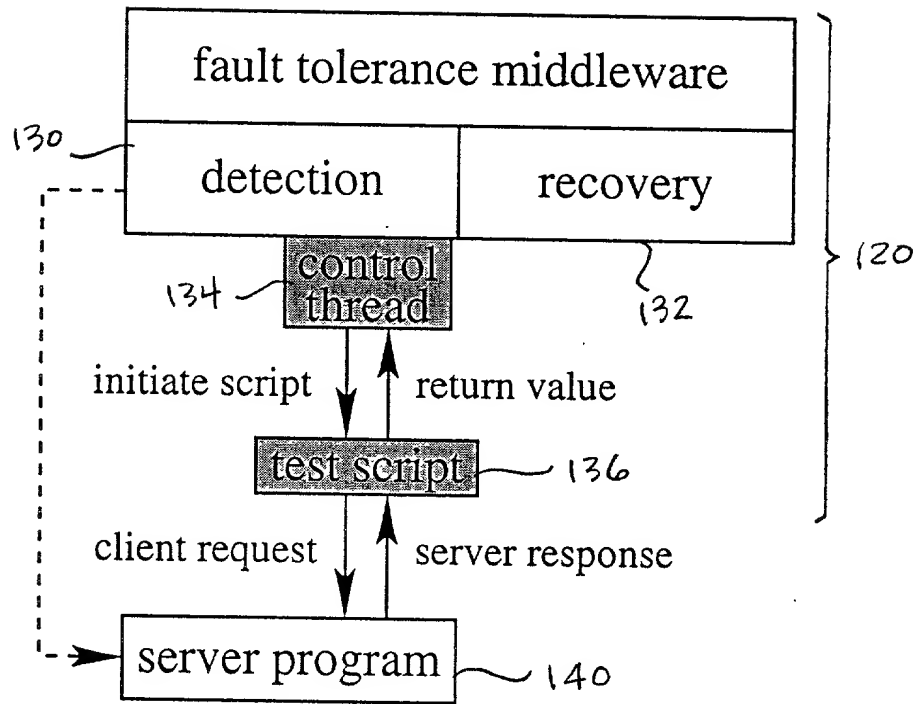 fault tolerance middleware
130
detection
recovery
120
control
thread
134
132
initiate script
return value
test script
136
client request
server response
server program
140